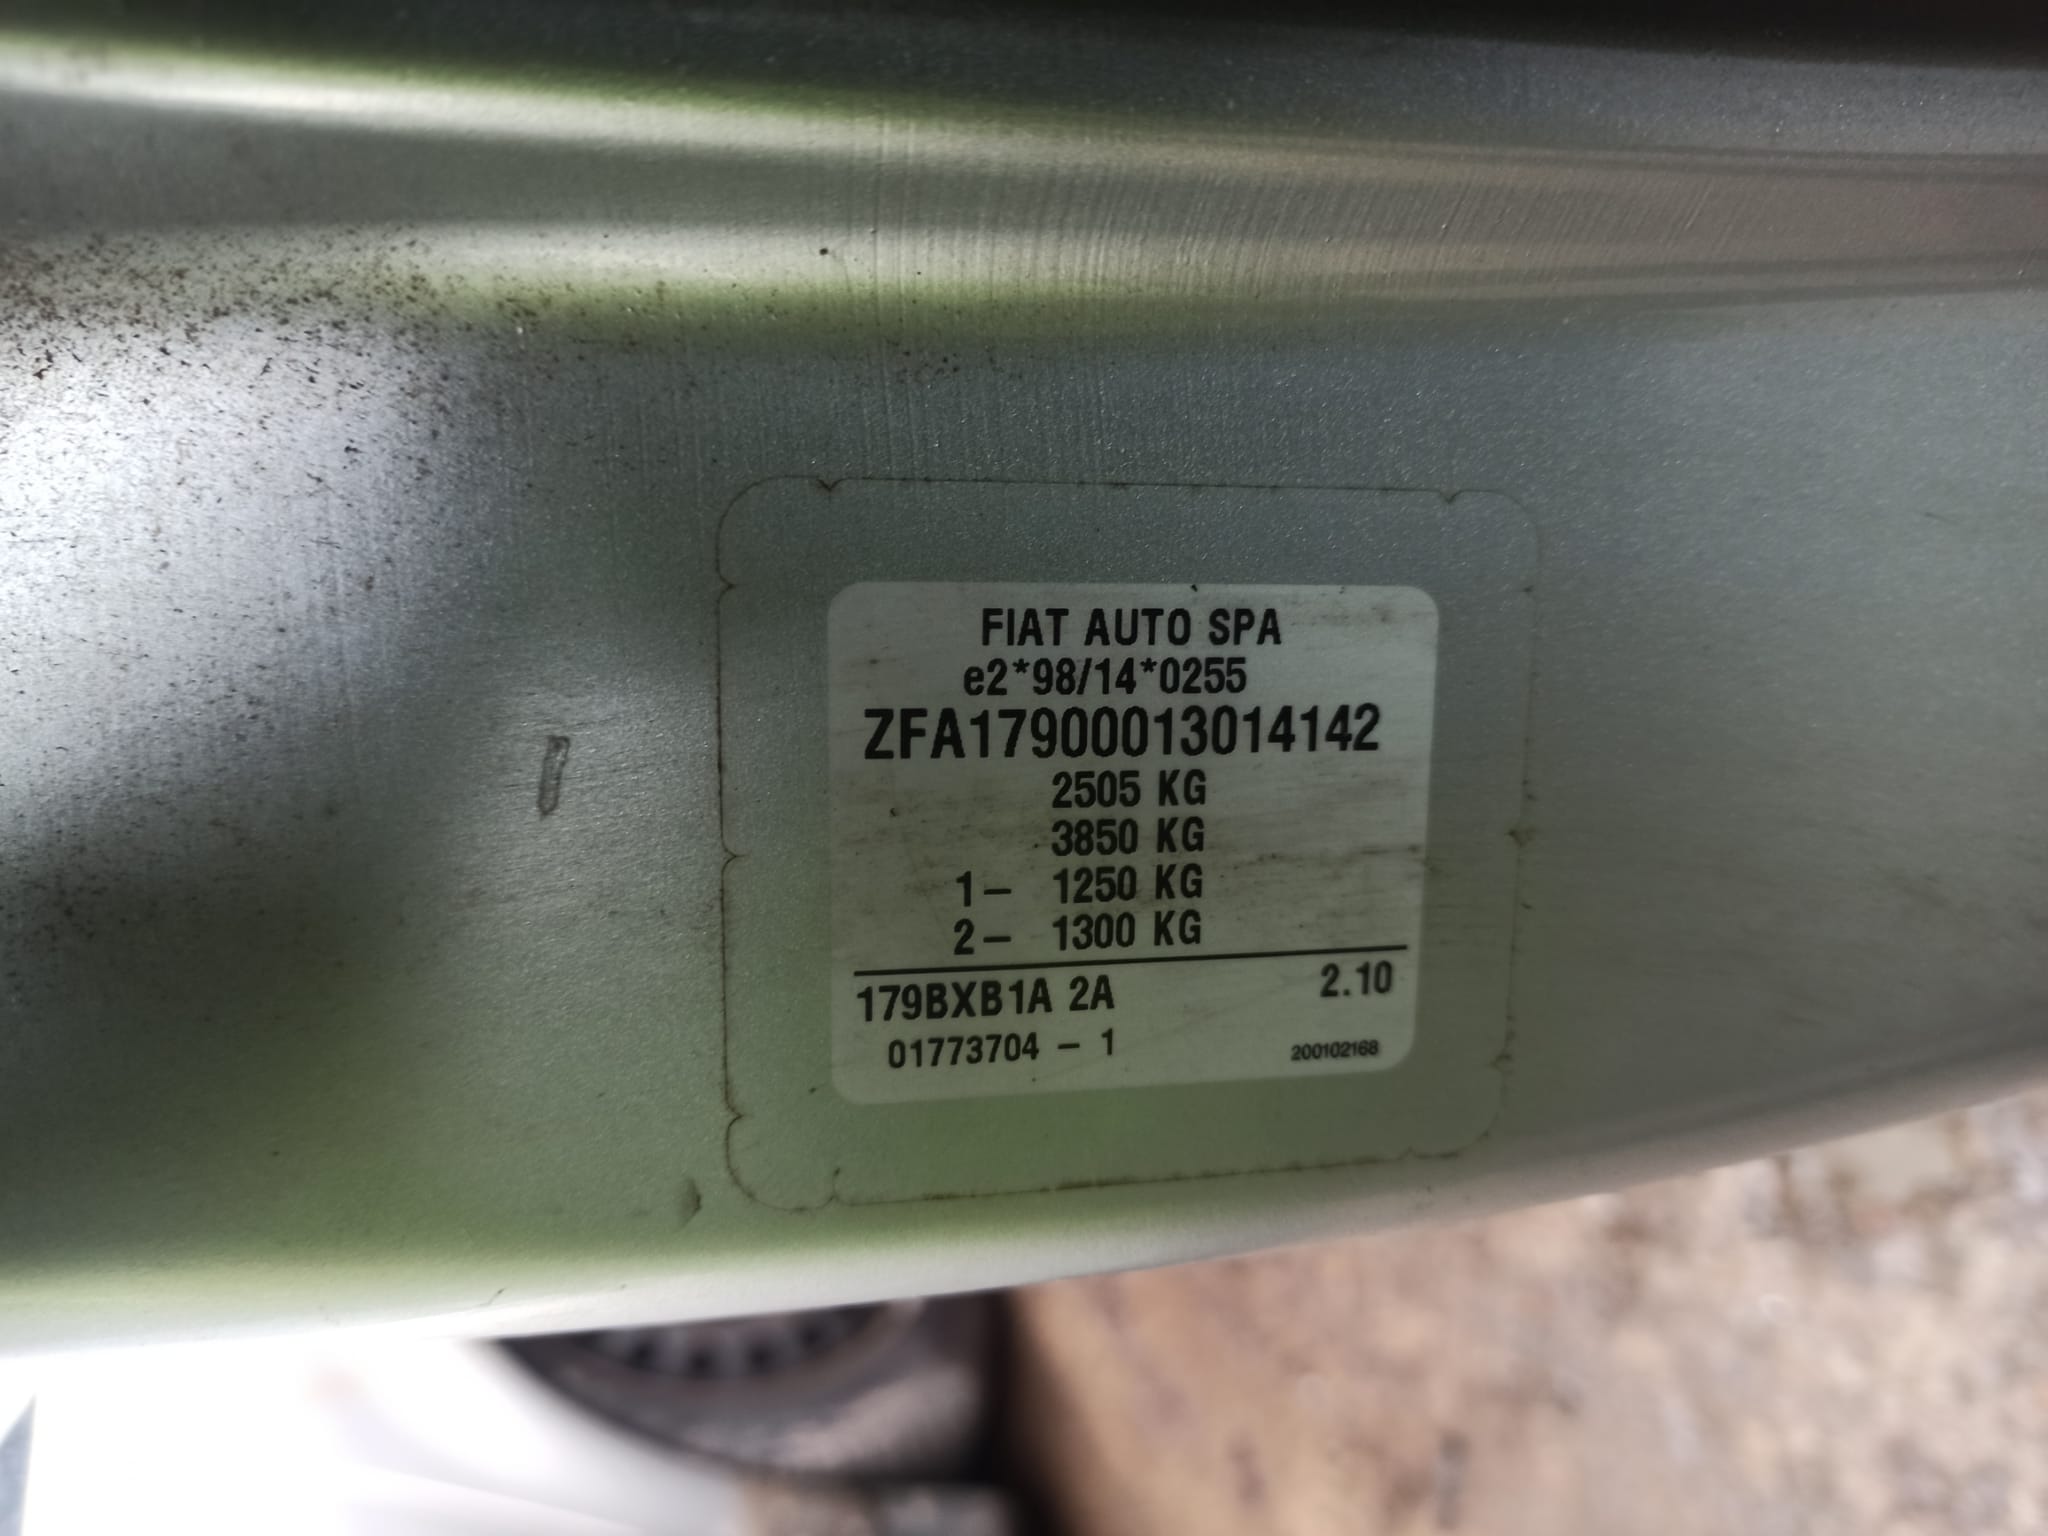 FIAT AUTO SPA
e2*98/14*0255
ZFA17900013014142
2505 KG
3850 KG
1- 1250 KG
2- 1300 KG
179BXB1A 2A 2.10
01773704 - 1 200102168